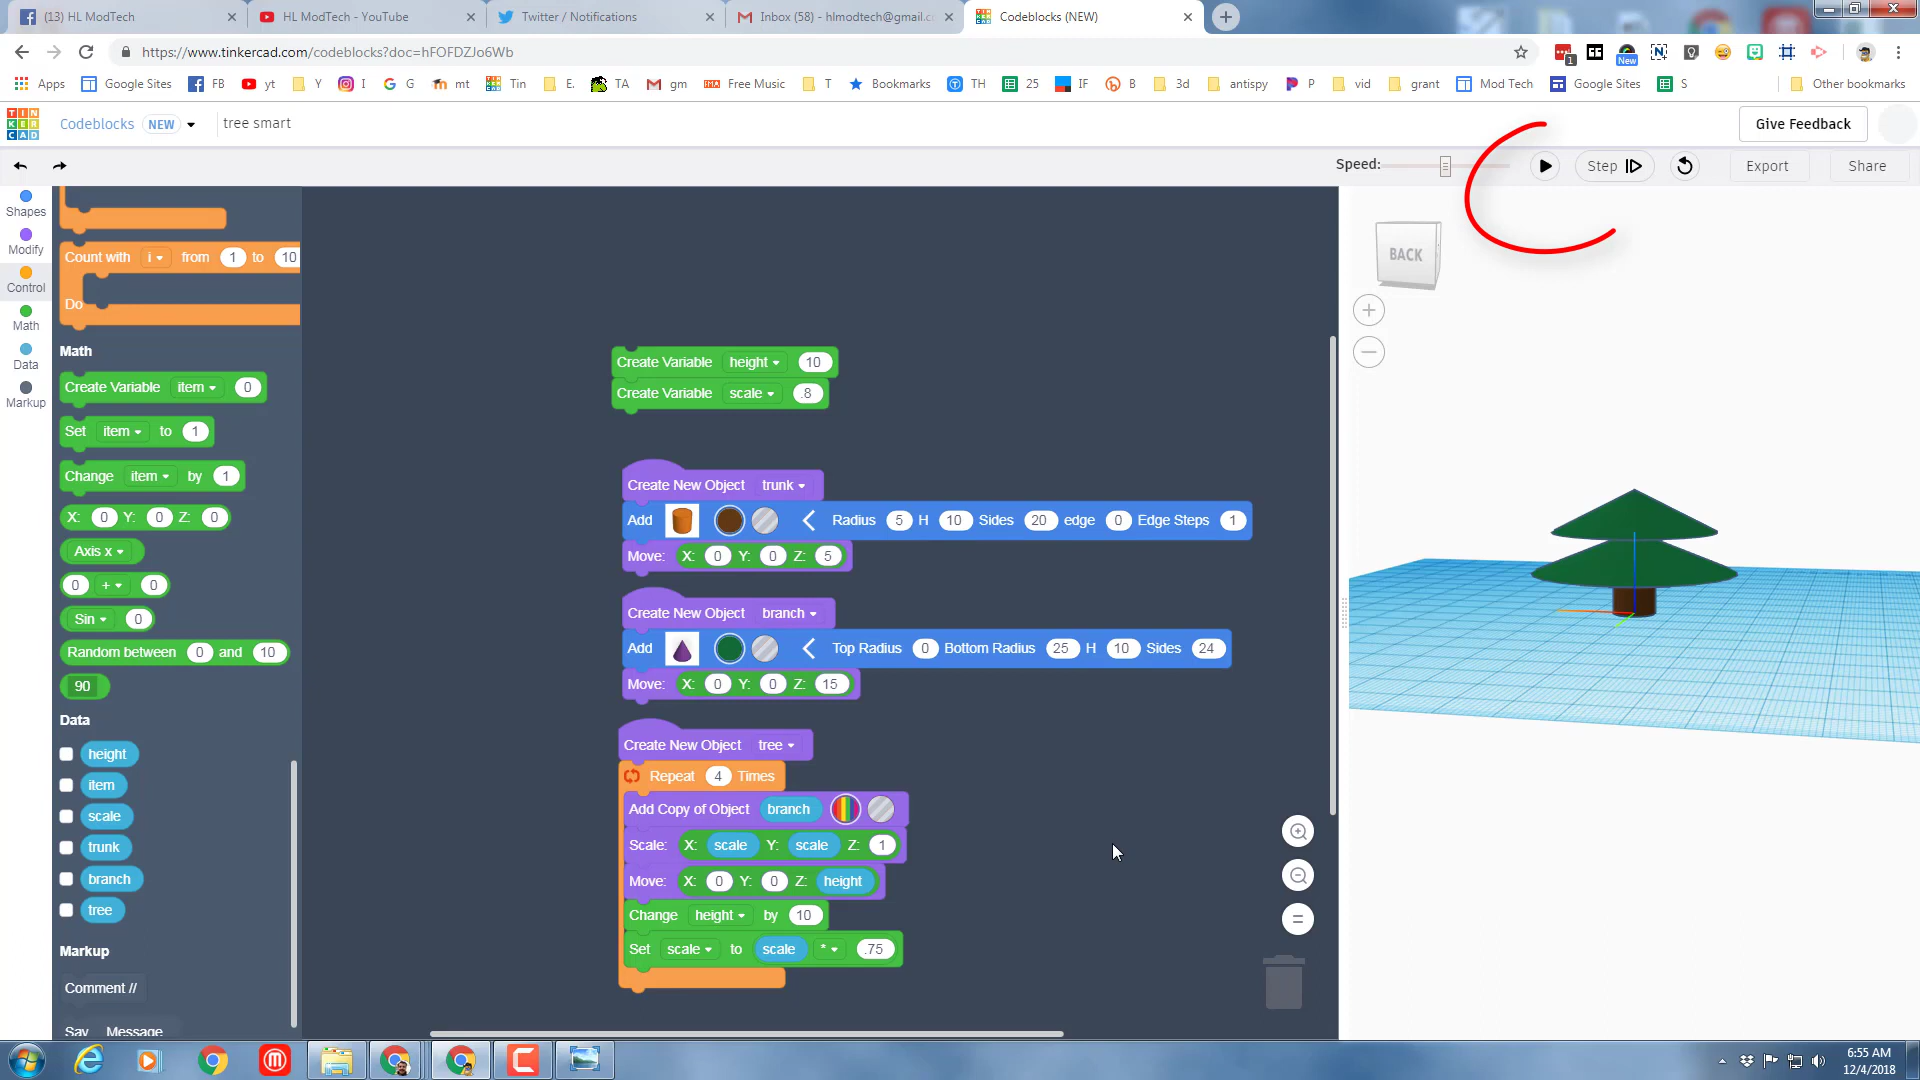 (13) HL ModTech
HL ModTech - YouTube
Twitter / Notifications
Inbox (58) - hlmodtech@gmail.c
Codeblocks (NEW)
https://www.tinkercad.com/codeblocks?doc=hFOFDZJo6Wb
1
New
Apps Google Sites FB yt Y I G mt Tin E. TA gm Free Music T Bookmarks TH 25 IF B 3d antispy P vid grant Mod Tech Google Sites S Other bookmarks
TIN
KER
CAD
Codeblocks NEW tree smart
Give Feedback
Speed: Step Export Share
Shapes
Modify
Control
Math
Data
Markup
Count with i from 1 to 10
Do
Math
Create Variable item 0
Set item to 1
Change item by 1
X: 0 Y: 0 Z: 0
Axis x
0 + 0
Sin 0
Random between 0 and 10
90
Data
height
item
scale
trunk
branch
tree
Markup
Comment //
Say Message
Create Variable height 10
Create Variable scale .8
Create New Object trunk
Add Radius 5 H 10 Sides 20 edge 0 Edge Steps 1
Move: X: 0 Y: 0 Z: 5
Create New Object branch
Add Top Radius 0 Bottom Radius 25 H 10 Sides 24
Move: X: 0 Y: 0 Z: 15
Create New Object tree
Repeat 4 Times
Add Copy of Object branch
Scale: X: scale Y: scale Z: 1
Move: X: 0 Y: 0 Z: height
Change height by 10
Set scale to scale * .75
BACK
6:55 AM
12/4/2018